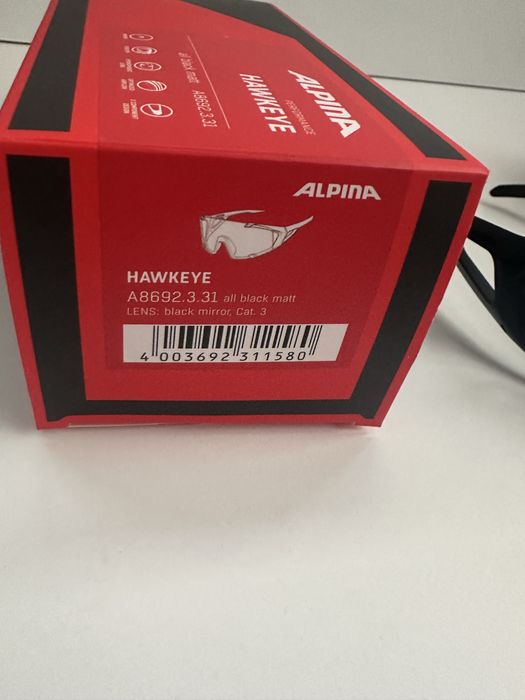 ALPINA
PERFORMANCE
HAWKEYE
all black matt A8692.3.31
ALPINA
HAWKEYE
A8692.3.31 all black matt
LENS: black mirror, Cat. 3
4 003692 311580